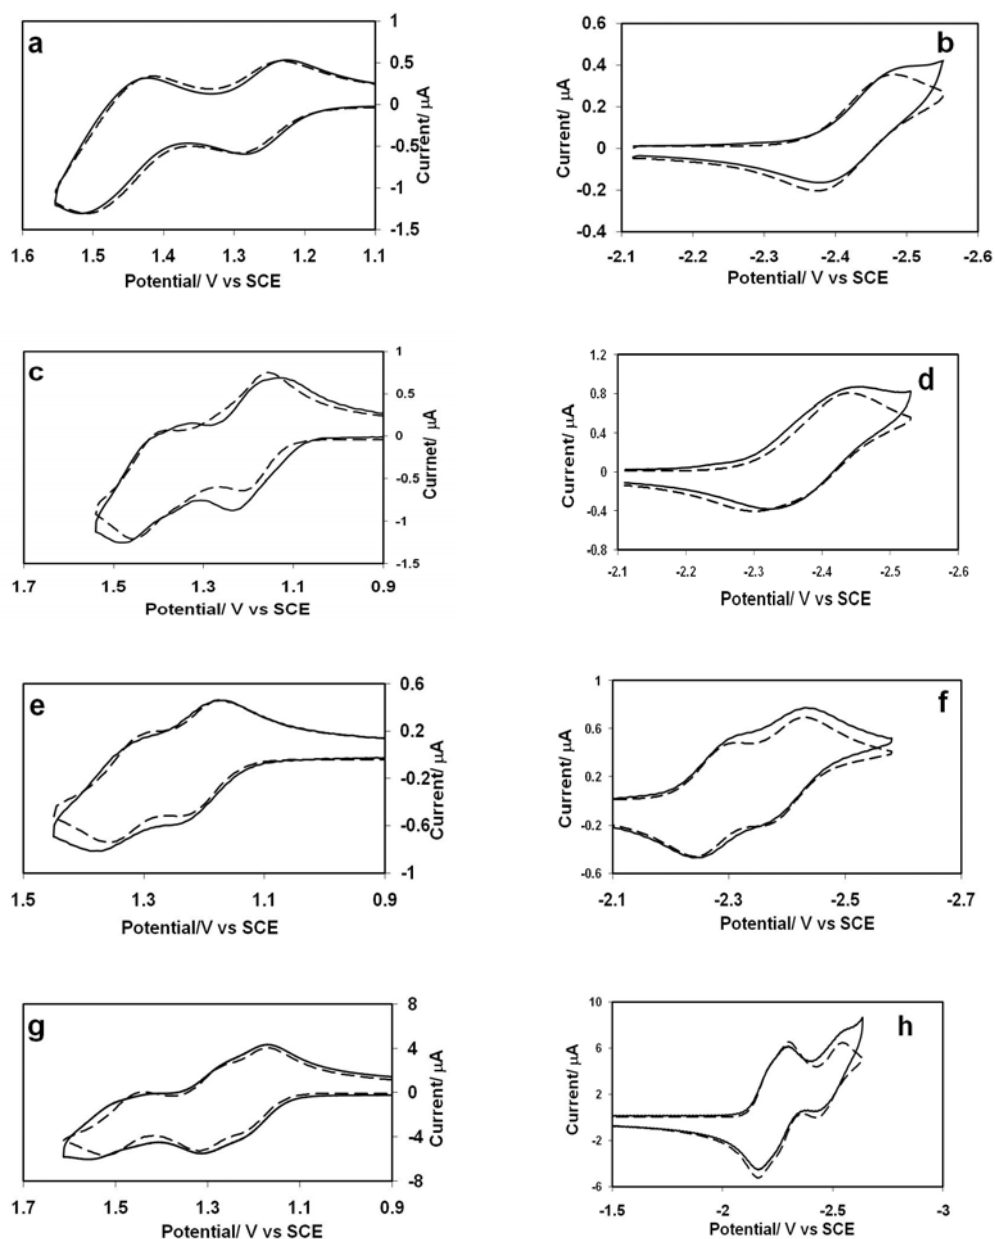 a
1
0.5
0
-0.5
-1
-1.5
Current/ μA
1.6 1.5 1.4 1.3 1.2 1.1
Potential/ V vs SCE
b
0.6
0.4
0.2
0
-0.2
-0.4
Current/ μA
-2.1 -2.2 -2.3 -2.4 -2.5 -2.6
Potential/ V vs SCE
c
1
0.5
0
-0.5
-1
-1.5
Currnet/ μA
1.7 1.5 1.3 1.1 0.9
Potential/ V vs SCE
d
1.2
0.8
0.4
0
-0.4
-0.8
Current/ μA
-2.1 -2.2 -2.3 -2.4 -2.5 -2.6
Potential/ V vs SCE
e
0.6
0.2
-0.2
-0.6
-1
Current/ μA
1.5 1.3 1.1 0.9
Potential/V vs SCE
f
1
0.6
0.2
-0.2
-0.6
Current/ μA
-2.1 -2.3 -2.5 -2.7
Potential/ V vs SCE
g
8
4
0
-4
-8
Current/ μA
1.7 1.5 1.3 1.1 0.9
Potential/ V vs SCE
h
10
6
2
-2
-6
Current/ μA
-1.5 -2 -2.5 -3
Potential/ V vs SCE